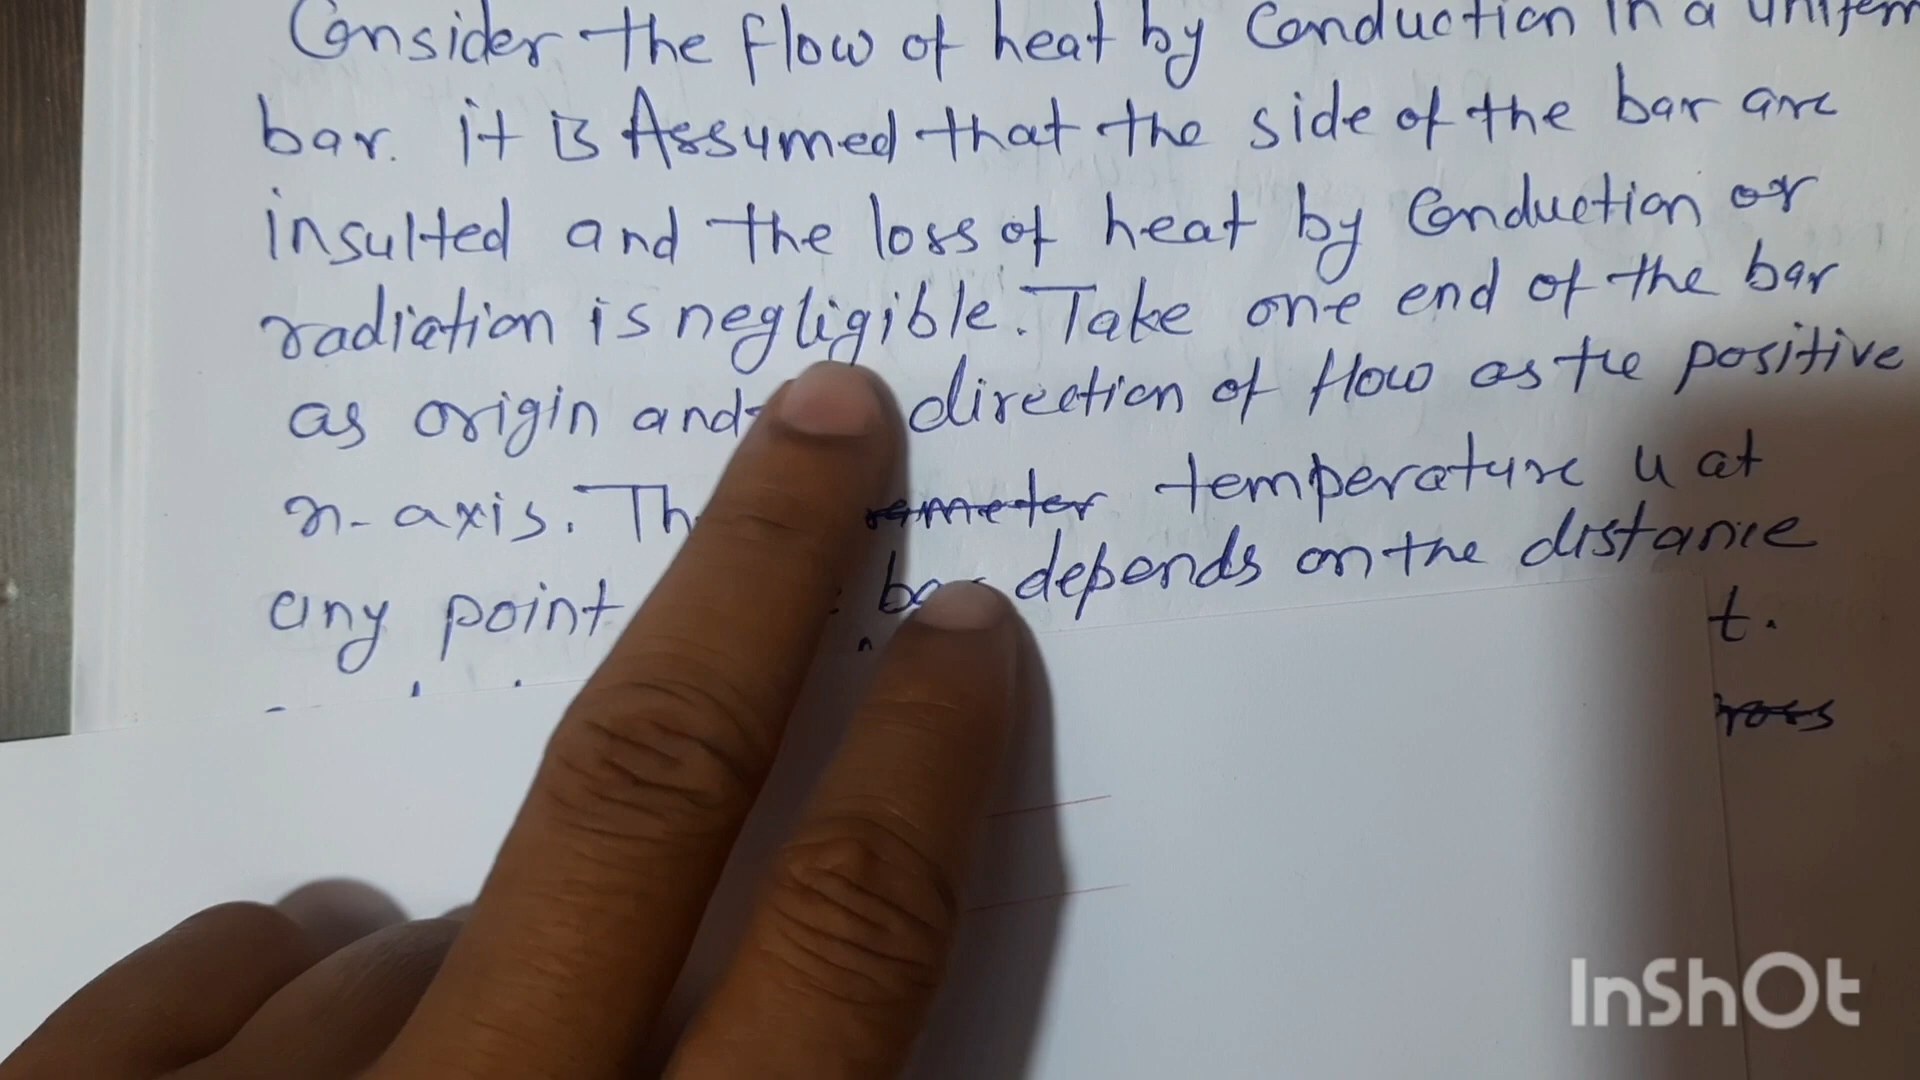 Consider the flow of heat by Conduction in a uniform
bar. it is Assumed that the side of the bar are
insulted and the loss of heat by Conduction or
radiation is negligible. Take one end of the bar
as origin and direction of flow as the positive
x-axis. temperature u at
any point bar depends on the distance
t.
InShOt